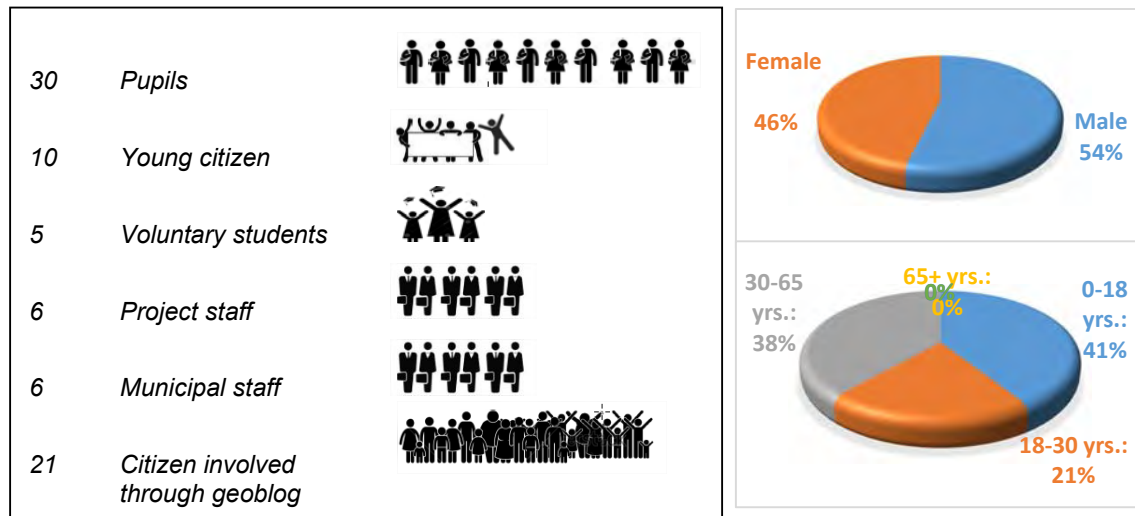 30 Pupils
10 Young citizen
5 Voluntary students
6 Project staff
6 Municipal staff
21 Citizen involved
through geoblog
Female
46%
Male
54%
30-65
yrs.:
38%
65+ yrs.:
0%
0%
0-18
yrs.:
41%
18-30 yrs.:
21%